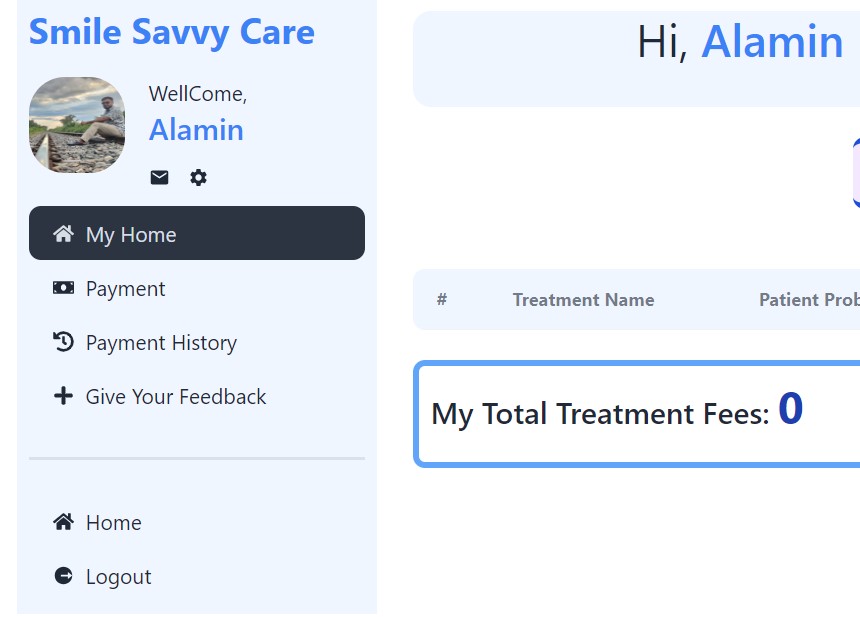 Smile Savvy Care
WellCome,
Alamin
My Home
Payment
Payment History
Give Your Feedback
Home
Logout
Hi, Alamin
# Treatment Name Patient Prob
My Total Treatment Fees: 0